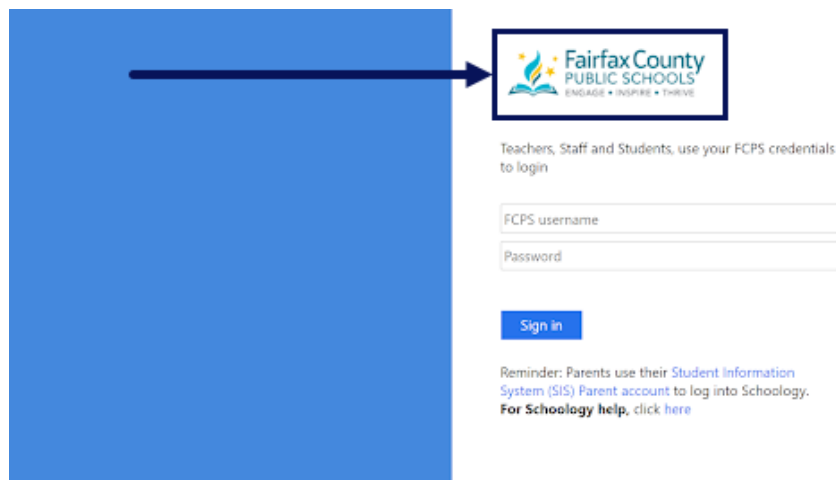 Fairfax County
PUBLIC SCHOOLS
ENGAGE • INSPIRE • THRIVE
Teachers, Staff and Students, use your FCPS credentials
to login
FCPS username
Password
Sign in
Reminder: Parents use their Student Information
System (SIS) Parent account to log into Schoology.
For Schoology help, click here